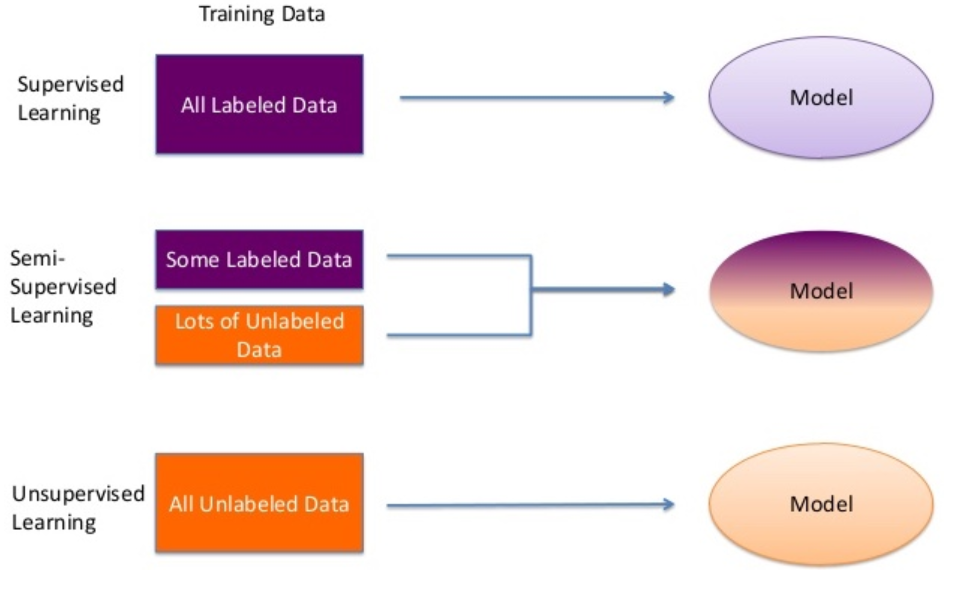 Training Data
Supervised
Learning
All Labeled Data
Model
Semi-
Supervised
Learning
Some Labeled Data
Lots of Unlabeled
Data
Model
Unsupervised
Learning
All Unlabeled Data
Model